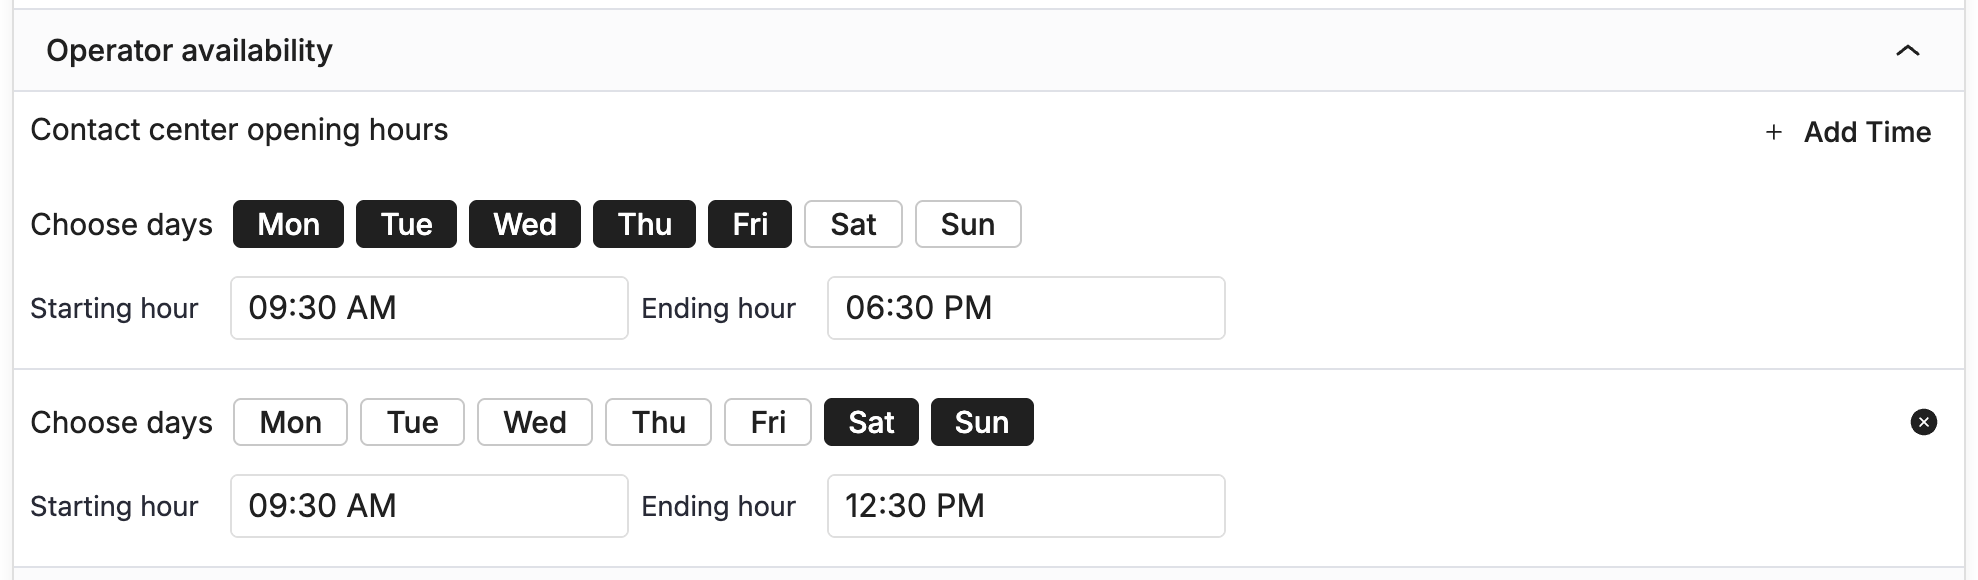 Operator availability
Contact center opening hours
+ Add Time
Choose days Mon Tue Wed Thu Fri Sat Sun
Starting hour 09:30 AM Ending hour 06:30 PM
Choose days Mon Tue Wed Thu Fri Sat Sun
Starting hour 09:30 AM Ending hour 12:30 PM